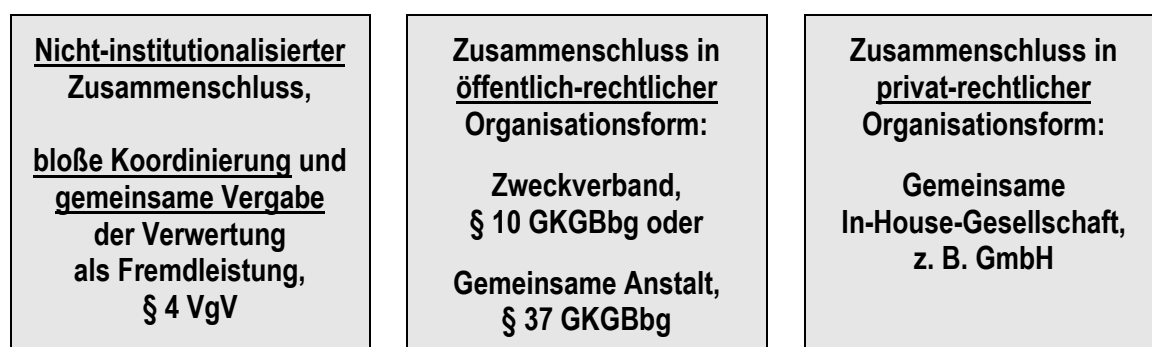 Nicht-institutionalisierter
Zusammenschluss,
bloße Koordinierung und
gemeinsame Vergabe
der Verwertung
als Fremdleistung,
§ 4 VgV
Zusammenschluss in
öffentlich-rechtlicher
Organisationsform:
Zweckverband,
§ 10 GKGBbg oder
Gemeinsame Anstalt,
§ 37 GKGBbg
Zusammenschluss in
privat-rechtlicher
Organisationsform:
Gemeinsame
In-House-Gesellschaft,
z. B. GmbH